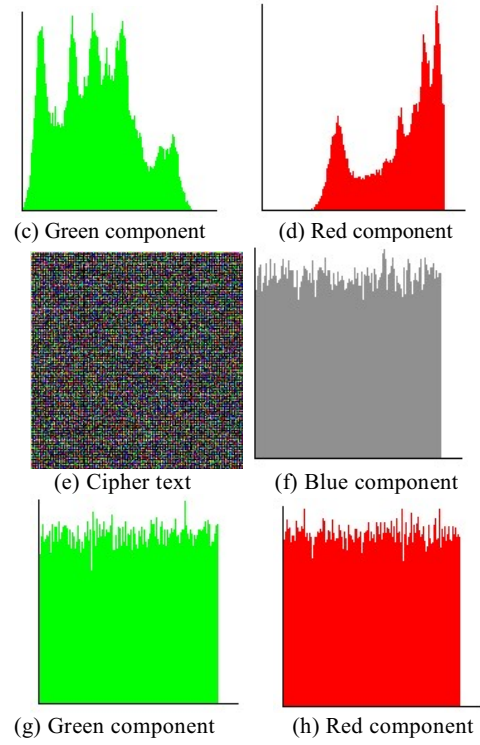 (c) Green component (d) Red component
(e) Cipher text (f) Blue component
(g) Green component (h) Red component